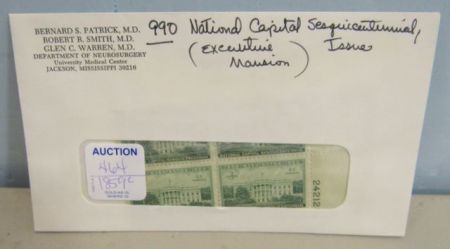 BERNARD S. PATRICK, M.D.
ROBERT R. SMITH, M.D.
GLEN C. WARREN, M.D.
DEPARTMENT OF NEUROSURGERY
University Medical Center
JACKSON, MISSISSIPPI 39216
990 National Capital Sesquicentennial,
Issue
(Executive
Mansion)
AUCTION
464
24212